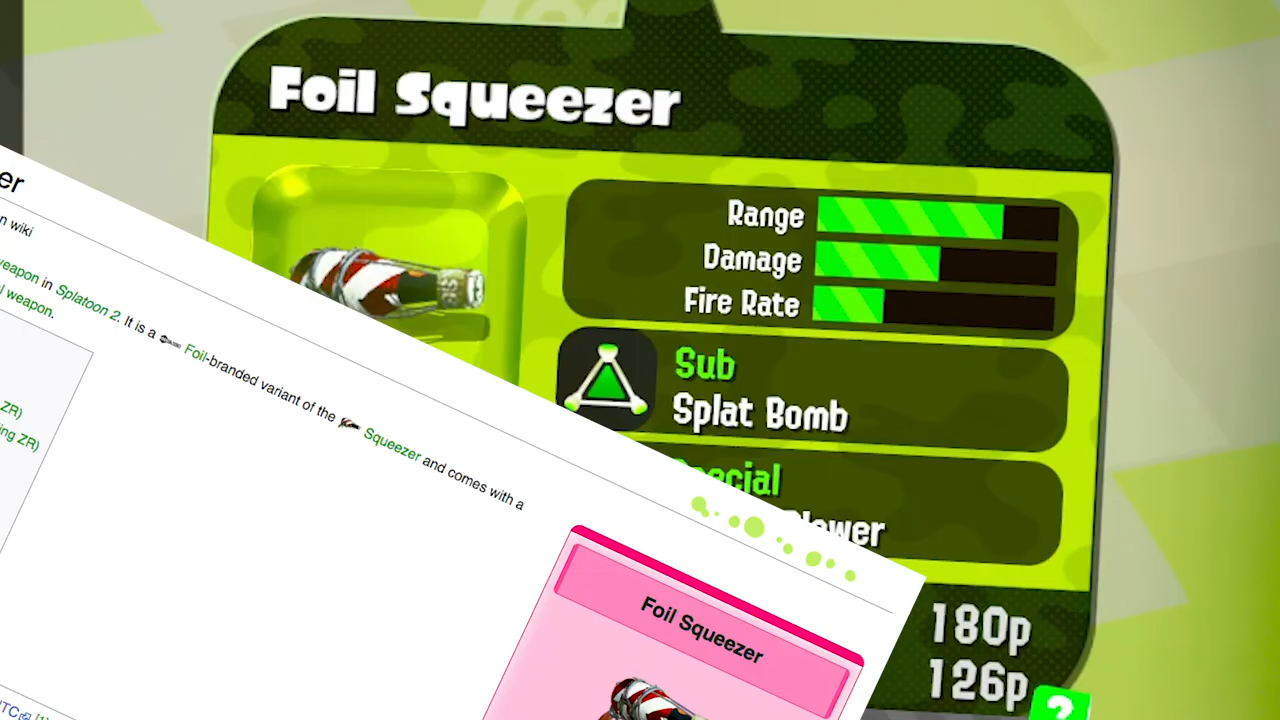 Foil Squeezer
Range
Damage
Fire Rate
Sub
Splat Bomb
180p
126p
?
er
n wiki
weapon in Splatoon 2. It is a Foil-branded variant of the Squeezer and comes with a
weapon.
ZR)
ing ZR)
Foil Squeezer
[1]